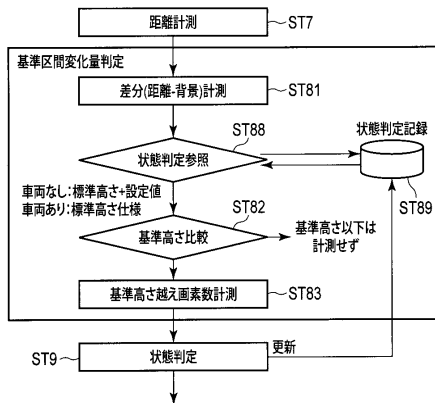 距離計測
ST7
基準区間変化量判定
差分(距離-背景)計測
ST81
ST88
状態判定記録
状態判定参照
ST89
車両なし:標準高さ+設定値
車両あり:標準高さ仕様
ST82
基準高さ比較
基準高さ以下は
計測せず
基準高さ越え画素数計測
ST83
ST9
状態判定
更新